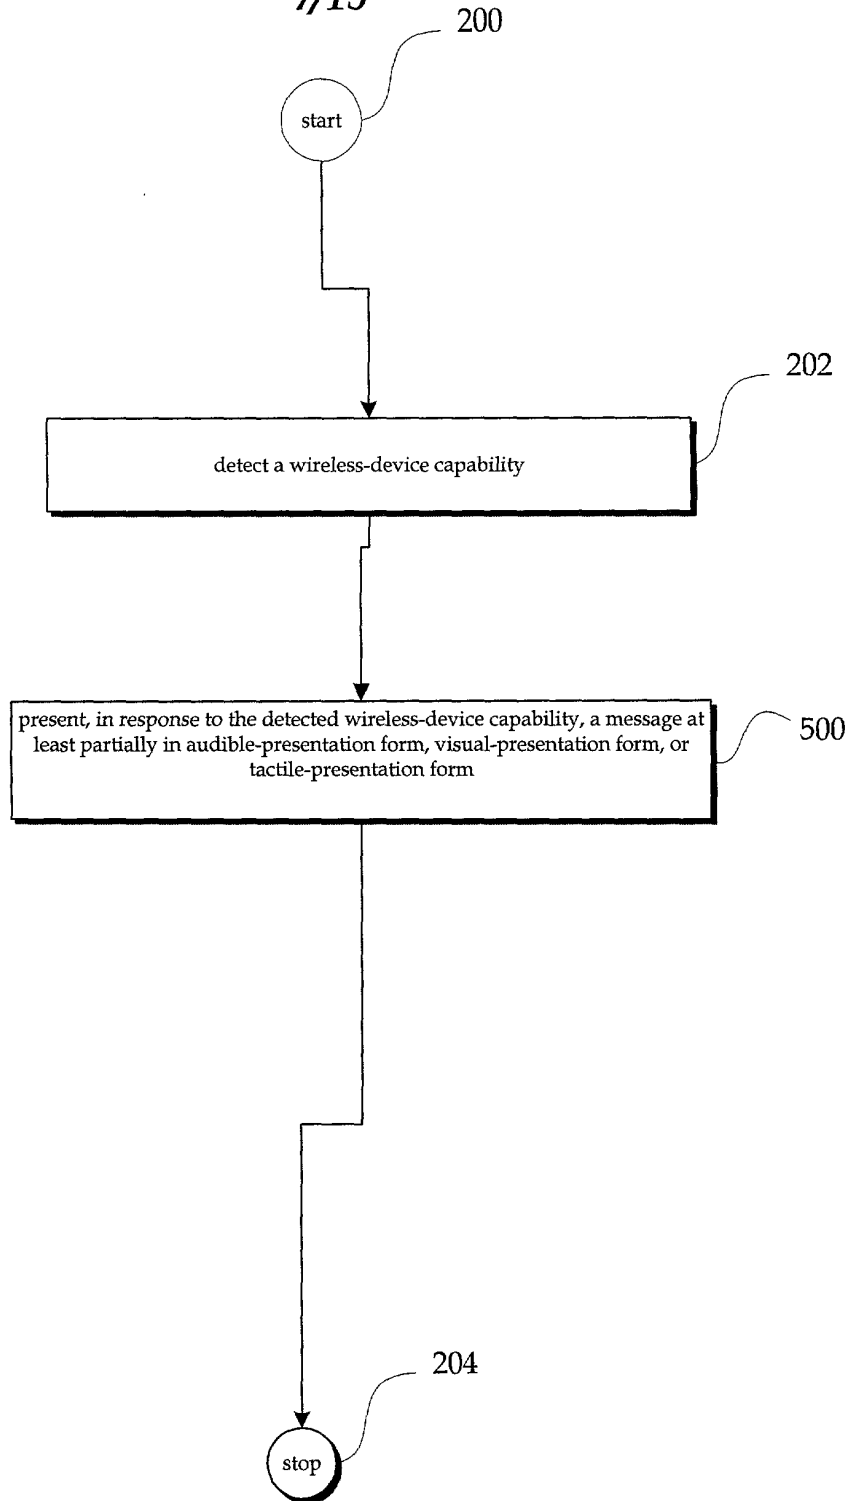 200
start
202
detect a wireless-device capability
present, in response to the detected wireless-device capability, a message at
least partially in audible-presentation form, visual-presentation form, or
tactile-presentation form
500
204
stop